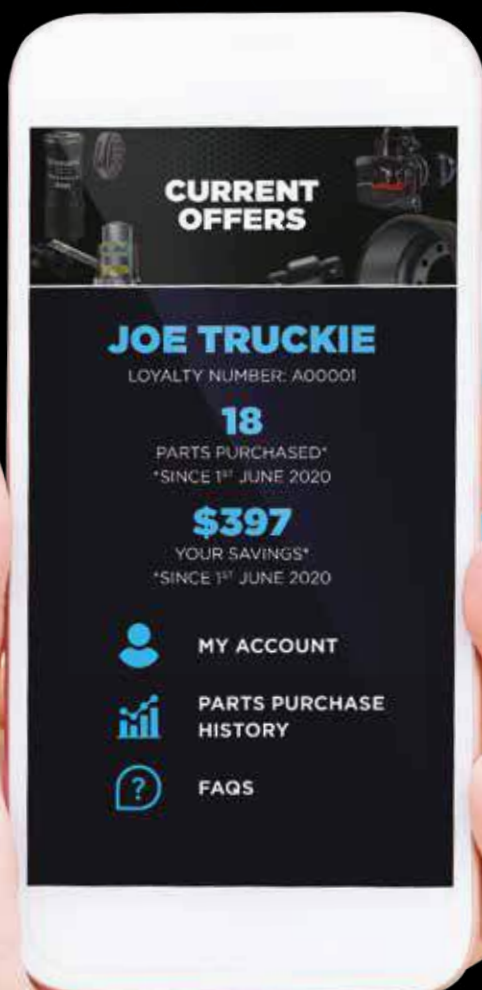 CURRENT
OFFERS
JOE TRUCKIE
LOYALTY NUMBER: A00001
18
PARTS PURCHASED*
*SINCE 1ST JUNE 2020
$397
YOUR SAVINGS*
*SINCE 1ST JUNE 2020
MY ACCOUNT
PARTS PURCHASE
HISTORY
?
FAQS